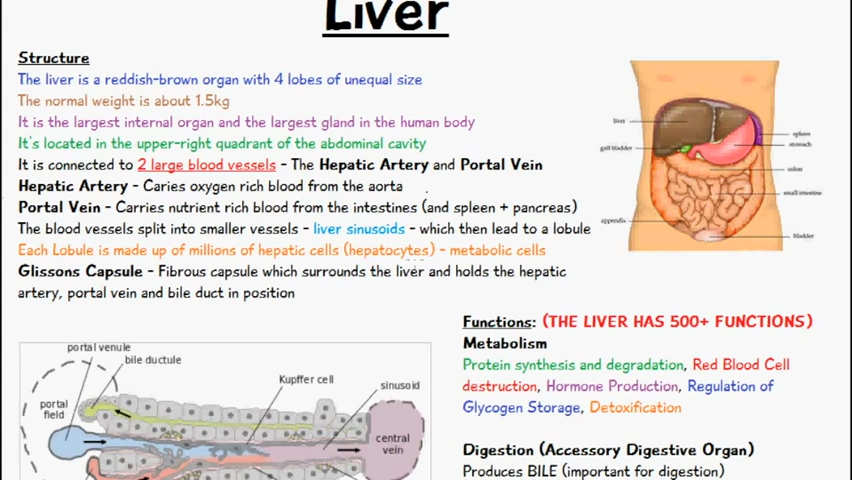 Liver
Structure
The liver is a reddish-brown organ with 4 lobes of unequal size
The normal weight is about 1.5kg
It is the largest internal organ and the largest gland in the human body
It's located in the upper-right quadrant of the abdominal cavity
It is connected to 2 large blood vessels - The Hepatic Artery and Portal Vein
Hepatic Artery - Caries oxygen rich blood from the aorta
Portal Vein - Carries nutrient rich blood from the intestines (and spleen + pancreas)
The blood vessels split into smaller vessels - liver sinusoids - which then lead to a lobule
Each Lobule is made up of millions of hepatic cells (hepatocytes) - metabolic cells
Glissons Capsule - Fibrous capsule which surrounds the liver and holds the hepatic
artery, portal vein and bile duct in position
liver
gall bladder
appendix
spleen
stomach
colon
small intestine
bladder
portal venule
bile ductule
Kupffer cell
sinusoid
portal
field
central
vein
Functions: (THE LIVER HAS 500+ FUNCTIONS)
Metabolism
Protein synthesis and degradation, Red Blood Cell
destruction, Hormone Production, Regulation of
Glycogen Storage, Detoxification
Digestion (Accessory Digestive Organ)
Produces BILE (important for digestion)